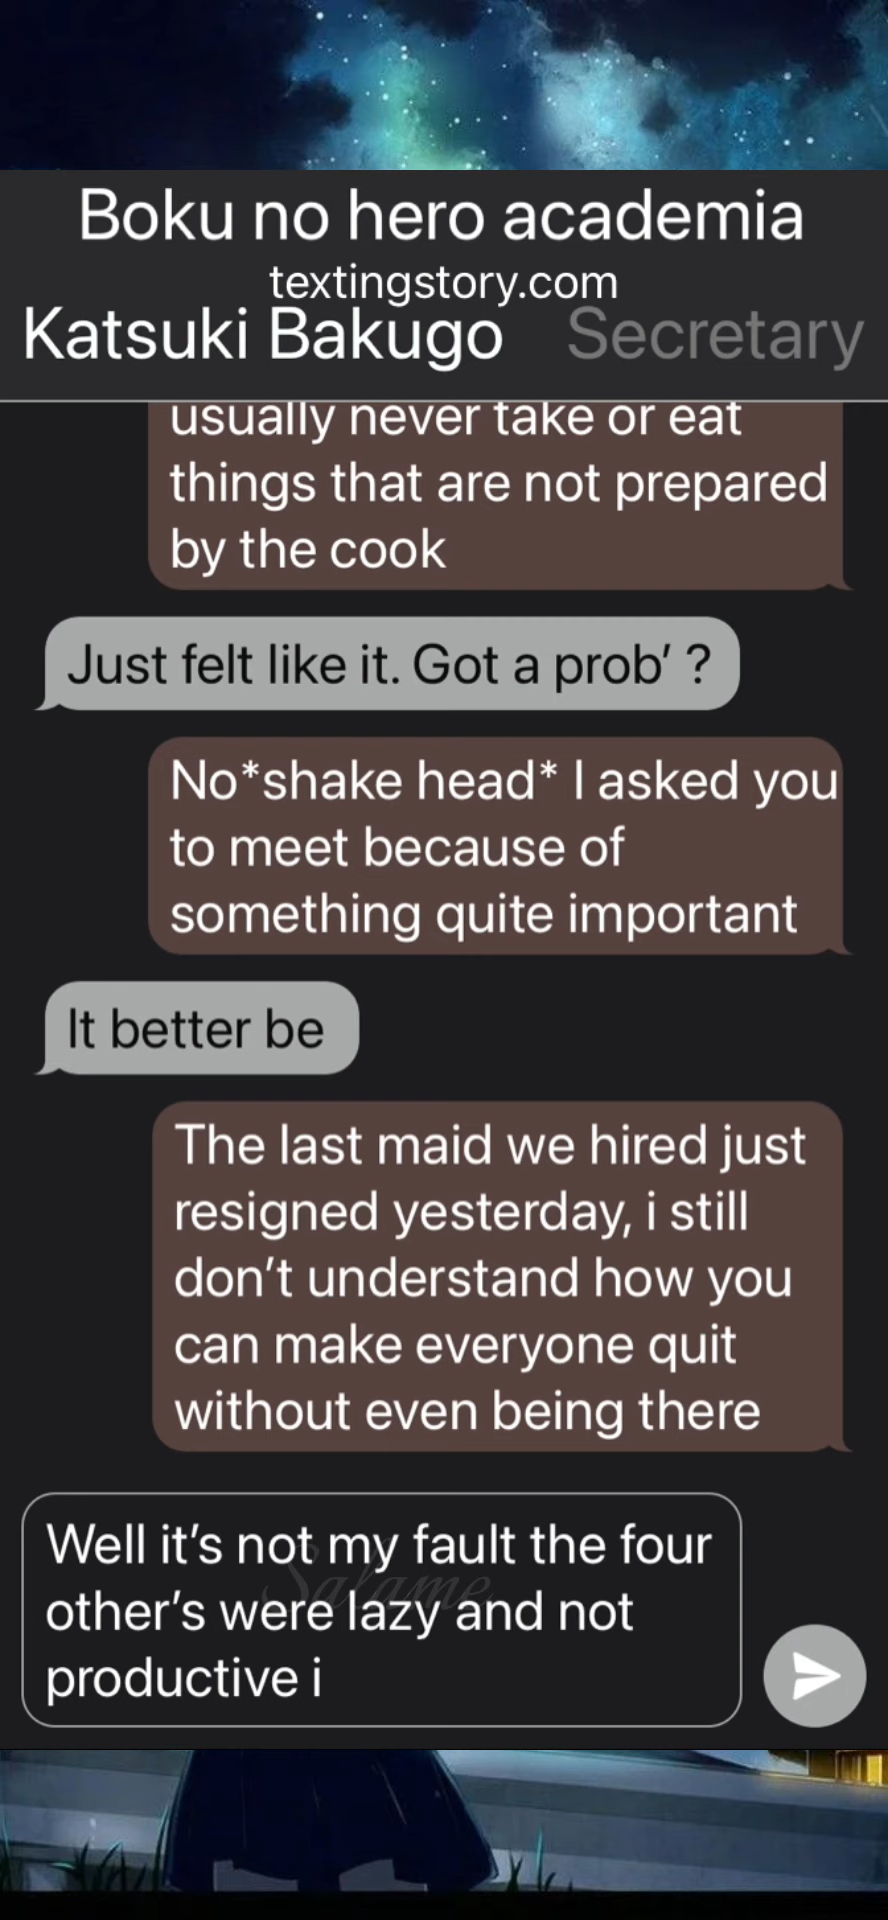 Boku no hero academia
textingstory.com
Katsuki Bakugo Secretary
usually never take or eat
things that are not prepared
by the cook
Just felt like it. Got a prob’ ?
No*shake head* I asked you
to meet because of
something quite important
It better be
The last maid we hired just
resigned yesterday, i still
don’t understand how you
can make everyone quit
without even being there
Well it’s not my fault the four
other’s were lazy and not
productive i
Salame